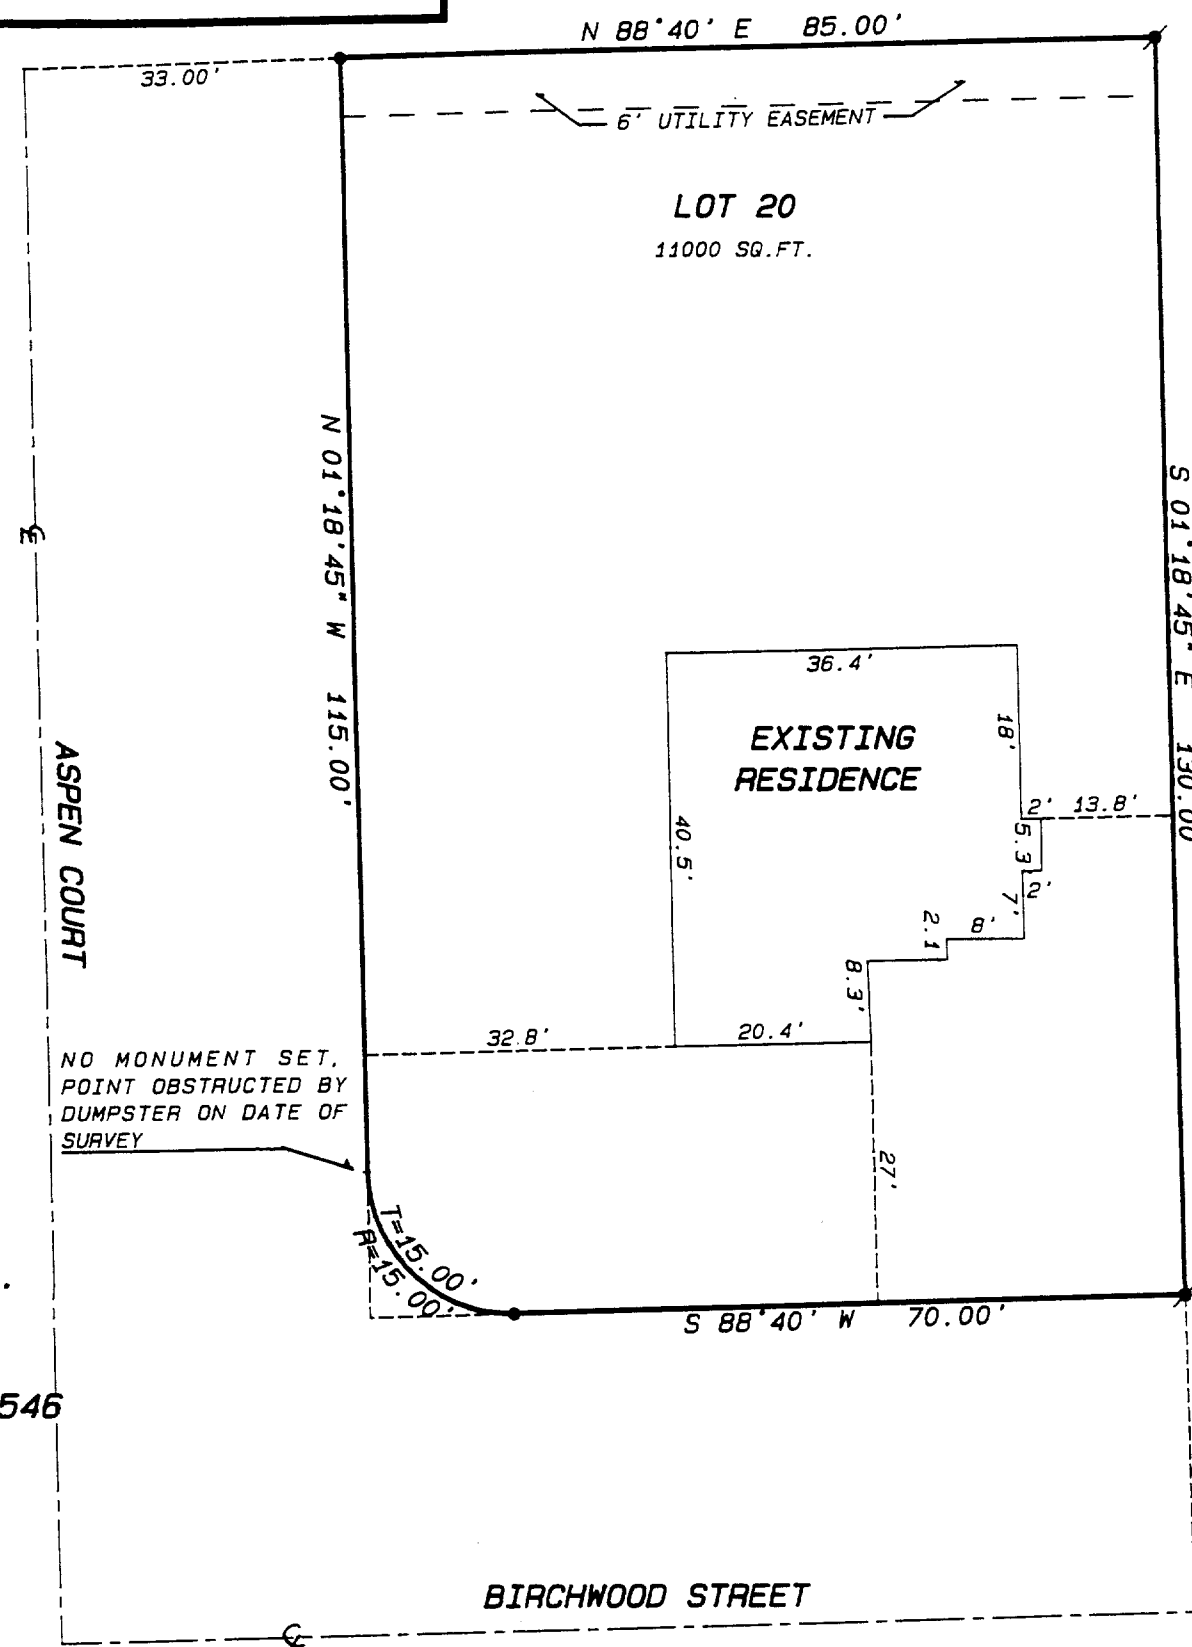 N 88°40' E 85.00'
33.00'
6' UTILITY EASEMENT
LOT 20
11000 SQ.FT.
N 01°18'45" W 115.00'
S 01°18'45" E 130.00
36.4'
EXISTING
RESIDENCE
18'
2' 13.8'
5.3
2'
7'
8'
2.1
8.3'
40.5'
ASPEN COURT
32.8'
20.4'
NO MONUMENT SET,
POINT OBSTRUCTED BY
DUMPSTER ON DATE OF
SURVEY
27'
T=15.00'
R=15.00'
S 88°40' W 70.00'
546
BIRCHWOOD STREET